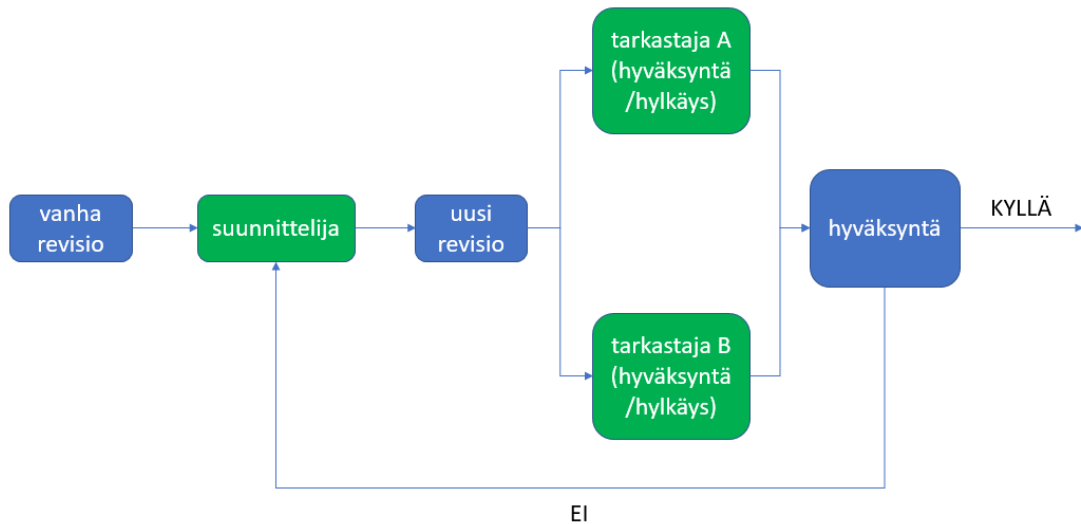 tarkastaja A
(hyväksyntä
/hylkäys)
vanha
revisio
suunnittelija
uusi
revisio
hyväksyntä
KYLLÄ
tarkastaja B
(hyväksyntä
/hylkäys)
EI